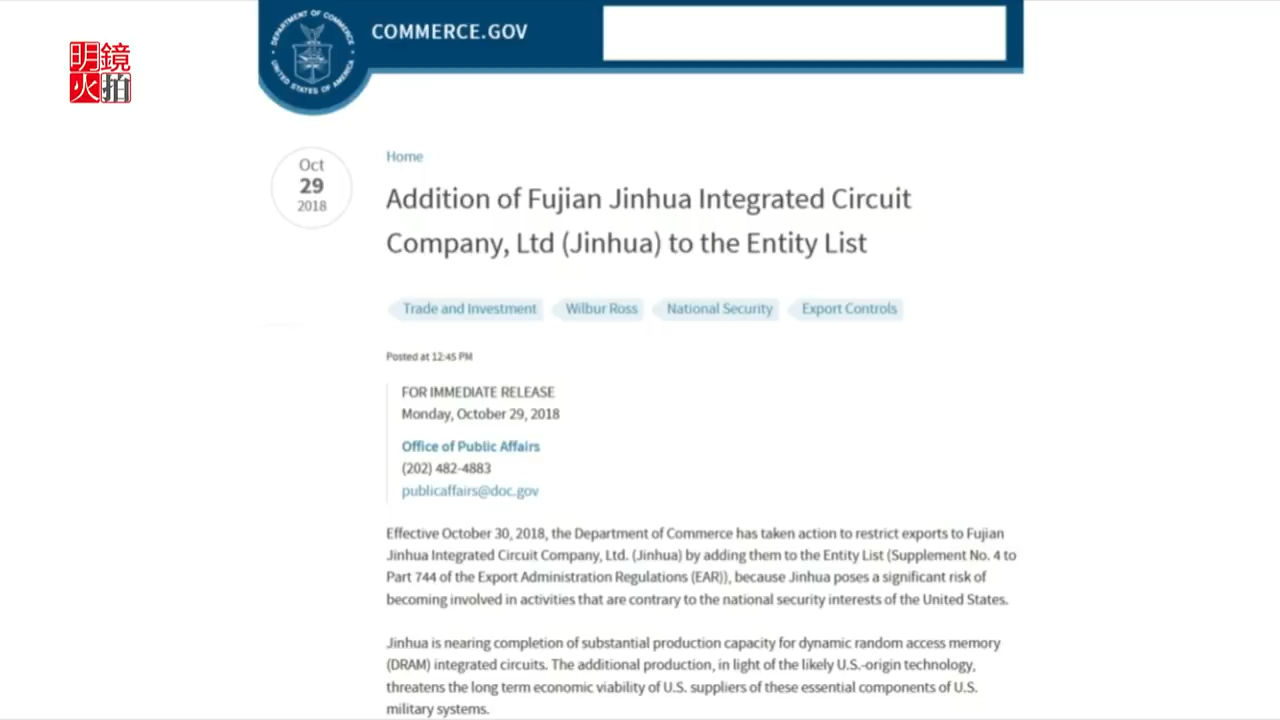 明鏡
火拍
DEPARTMENT OF COMMERCE
UNITED STATES OF AMERICA
COMMERCE.GOV
Oct
29
2018
Home
Addition of Fujian Jinhua Integrated Circuit
Company, Ltd (Jinhua) to the Entity List
Trade and Investment
Wilbur Ross
National Security
Export Controls
Posted at 12:45 PM
FOR IMMEDIATE RELEASE
Monday, October 29, 2018
Office of Public Affairs
(202) 482-4883
publicaffairs@doc.gov
Effective October 30, 2018, the Department of Commerce has taken action to restrict exports to Fujian
Jinhua Integrated Circuit Company, Ltd. (Jinhua) by adding them to the Entity List (Supplement No. 4 to
Part 744 of the Export Administration Regulations (EAR)), because Jinhua poses a significant risk of
becoming involved in activities that are contrary to the national security interests of the United States.
Jinhua is nearing completion of substantial production capacity for dynamic random access memory
(DRAM) integrated circuits. The additional production, in light of the likely U.S.-origin technology,
threatens the long term economic viability of U.S. suppliers of these essential components of U.S.
military systems.